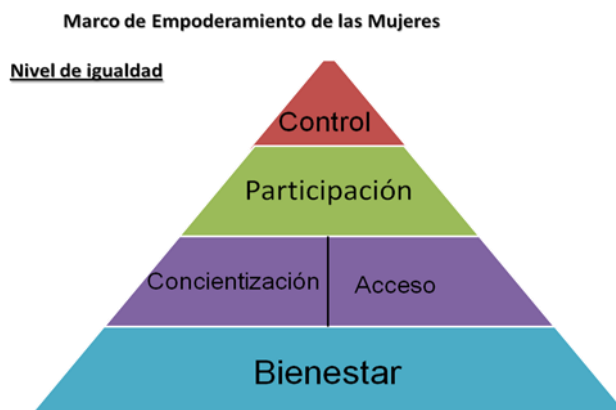 Marco de Empoderamiento de las Mujeres
Nivel de igualdad
Control
Participación
Concientización
Acceso
Bienestar